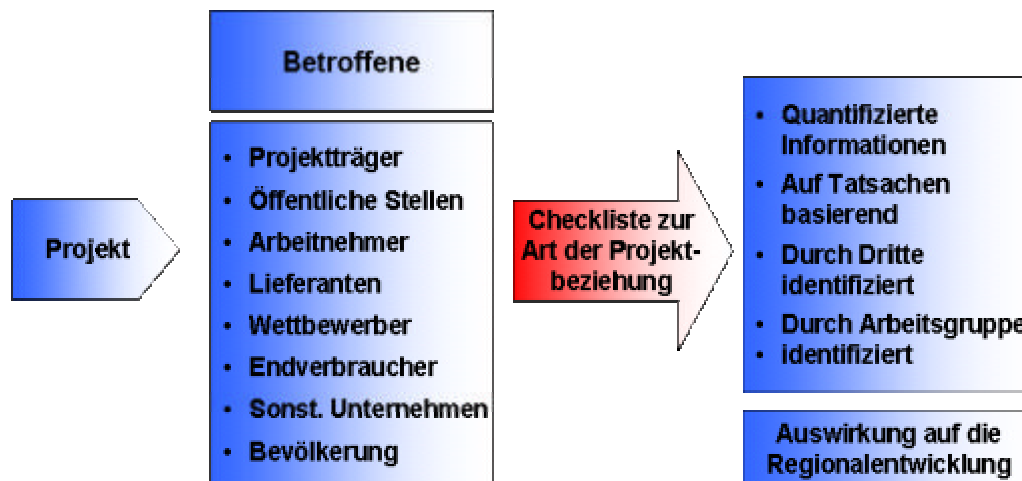 Projekt
Betroffene
• Projektträger
• Öffentliche Stellen
• Arbeitnehmer
• Lieferanten
• Wettbewerber
• Endverbraucher
• Sonst. Unternehmen
• Bevölkerung
Checkliste zur
Art der Projekt-
beziehung
• Quantifizierte
Informationen
• Auf Tatsachen
basierend
• Durch Dritte
identifiziert
• Durch Arbeitsgruppe
• identifiziert
Auswirkung auf die
Regionalentwicklung